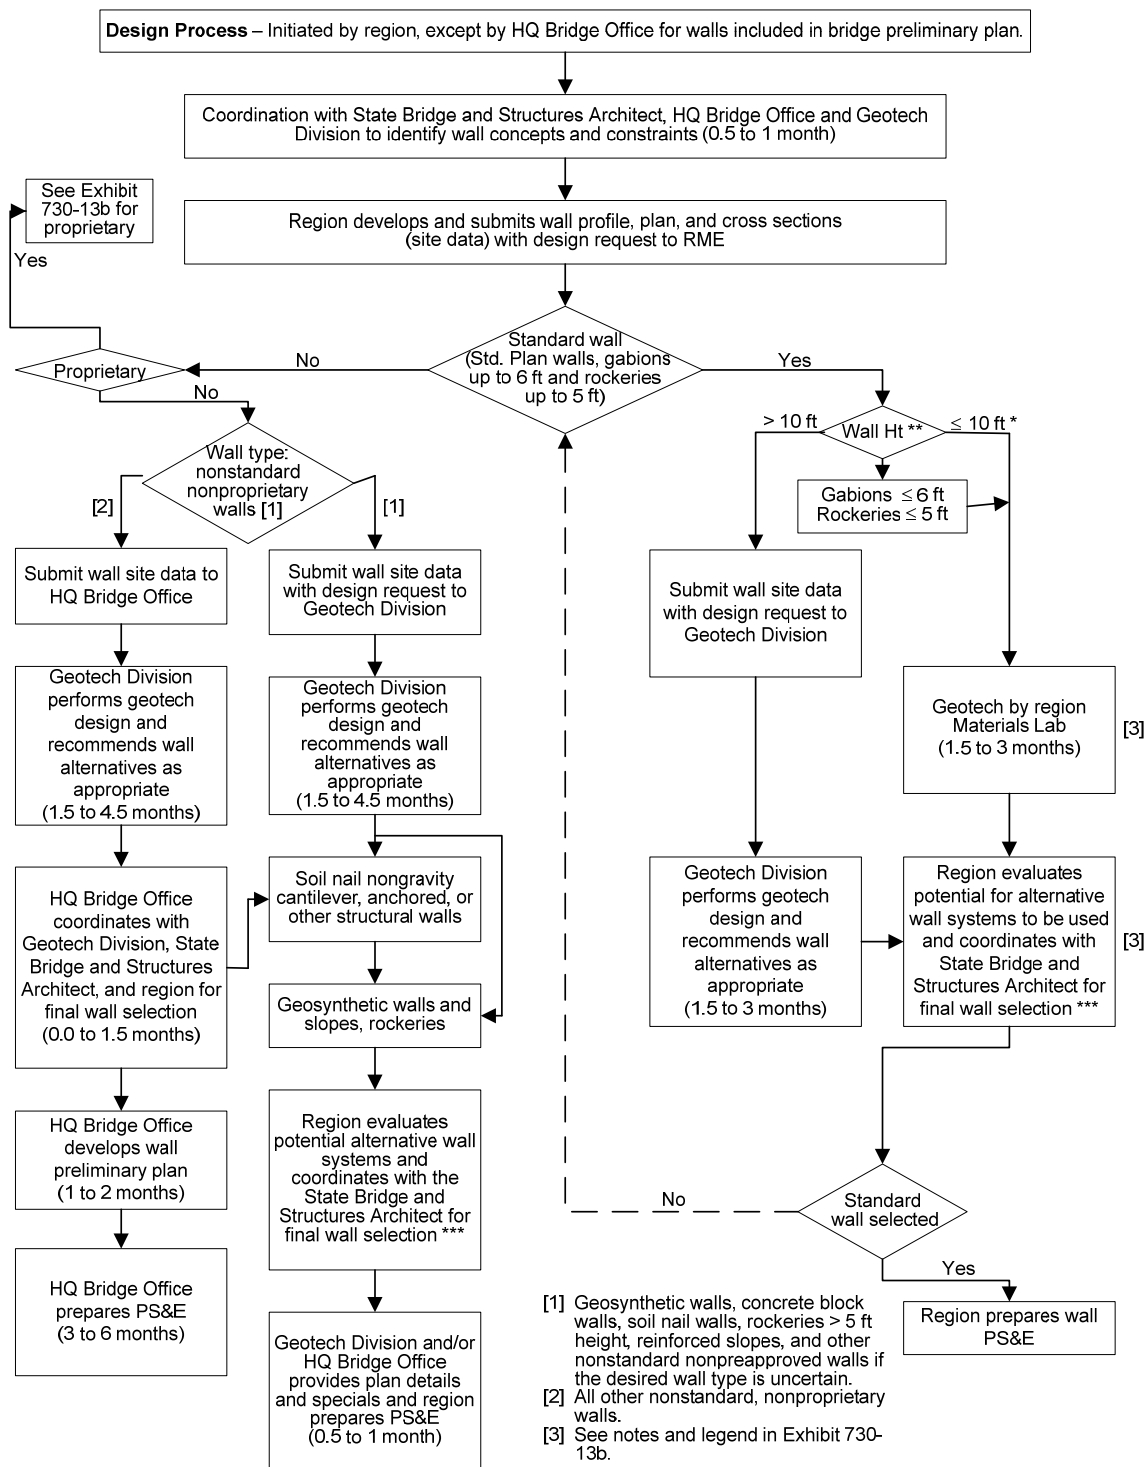 Design Process – Initiated by region, except by HQ Bridge Office for walls included in bridge preliminary plan.
Coordination with State Bridge and Structures Architect, HQ Bridge Office and Geotech
Division to identify wall concepts and constraints (0.5 to 1 month)
See Exhibit
730-13b for
proprietary
Region develops and submits wall profile, plan, and cross sections
(site data) with design request to RME
Yes
Standard wall
(Std. Plan walls, gabions
up to 6 ft and rockeries
up to 5 ft)
No
Yes
Proprietary
No
> 10 ft
Wall Ht **
≤ 10 ft *
Wall type:
nonstandard
nonproprietary
walls [1]
[2]
[1]
Gabions ≤ 6 ft
Rockeries ≤ 5 ft
Submit wall site data to
HQ Bridge Office
Submit wall site data
with design request to
Geotech Division
Submit wall site data
with design request to
Geotech Division
Geotech Division
performs geotech
design and
recommends wall
alternatives as
appropriate
(1.5 to 4.5 months)
Geotech Division
performs geotech
design and
recommends wall
alternatives as
appropriate
(1.5 to 4.5 months)
Geotech by region
Materials Lab
(1.5 to 3 months)
[3]
HQ Bridge Office
coordinates with
Geotech Division, State
Bridge and Structures
Architect, and region for
final wall selection
(0.0 to 1.5 months)
Soil nail nongravity
cantilever, anchored, or
other structural walls
Geosynthetic walls and
slopes, rockeries
Geotech Division
performs geotech
design and
recommends wall
alternatives as
appropriate
(1.5 to 3 months)
Region evaluates
potential for alternative
wall systems to be used
and coordinates with
State Bridge and
Structures Architect for
final wall selection ***
[3]
HQ Bridge Office
develops wall
preliminary plan
(1 to 2 months)
Region evaluates
potential alternative wall
systems and
coordinates with the
State Bridge and
Structures Architect for
final wall selection ***
No
Standard
wall selected
Yes
HQ Bridge Office
prepares PS&E
(3 to 6 months)
Geotech Division and/or
HQ Bridge Office
provides plan details
and specials and region
prepares PS&E
(0.5 to 1 month)
Region prepares wall
PS&E
[1] Geosynthetic walls, concrete block
walls, soil nail walls, rockeries > 5 ft
height, reinforced slopes, and other
nonstandard nonpreapproved walls if
the desired wall type is uncertain.
[2] All other nonstandard, nonproprietary
walls.
[3] See notes and legend in Exhibit 730-
13b.